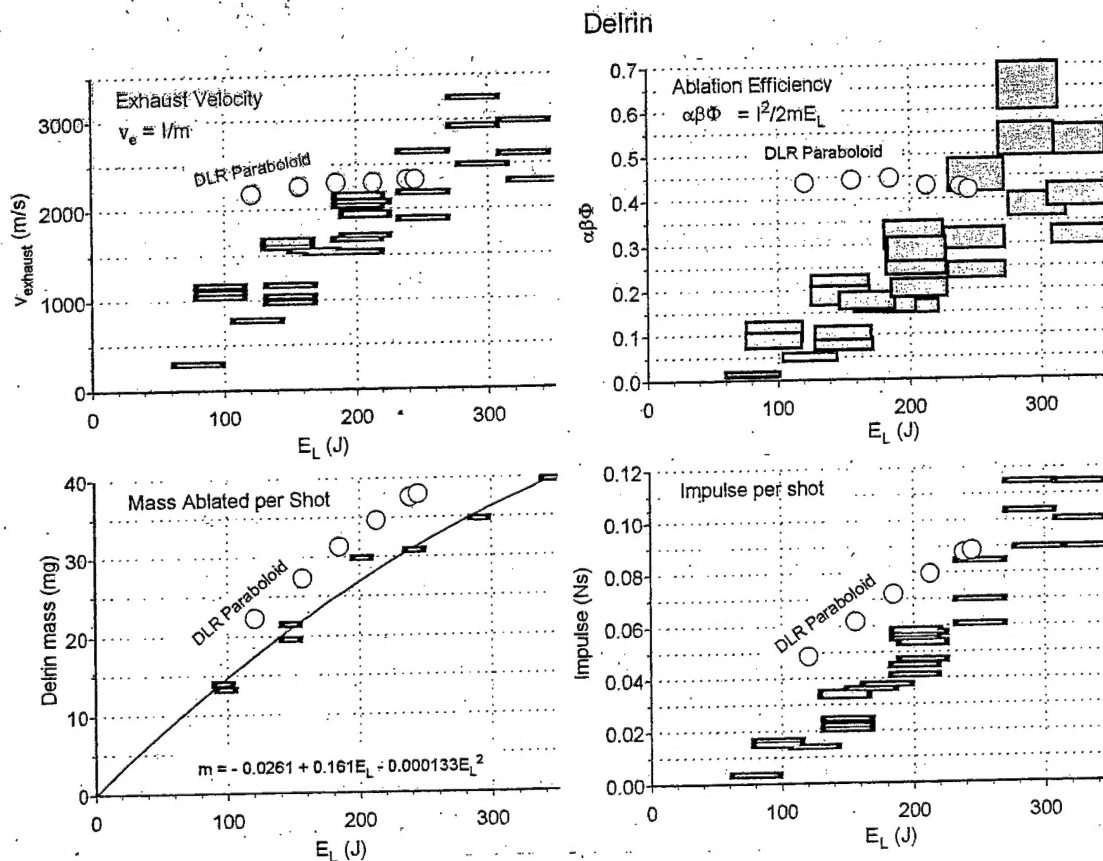 Delrin
Exhaust Velocity
vₑ = I/m
DLR Paraboloid
3000
2000
1000
0
v_exhaust (m/s)
0 100 200 300
E_L (J)
Ablation Efficiency
αβΦ = I²/2mE_L
DLR Paraboloid
0.7
0.6
0.5
0.4
0.3
0.2
0.1
0.0
αβΦ
0 100 200 300
E_L (J)
Mass Ablated per Shot
DLR Paraboloid
40
30
20
10
0
Delrin mass (mg)
m = - 0.0261 + 0.161E_L - 0.000133E_L²
0 100 200 300
E_L (J)
Impulse per shot
DLR Paraboloid
0.12
0.10
0.08
0.06
0.04
0.02
0.00
Impulse (Ns)
0 100 200 300
E_L (J)